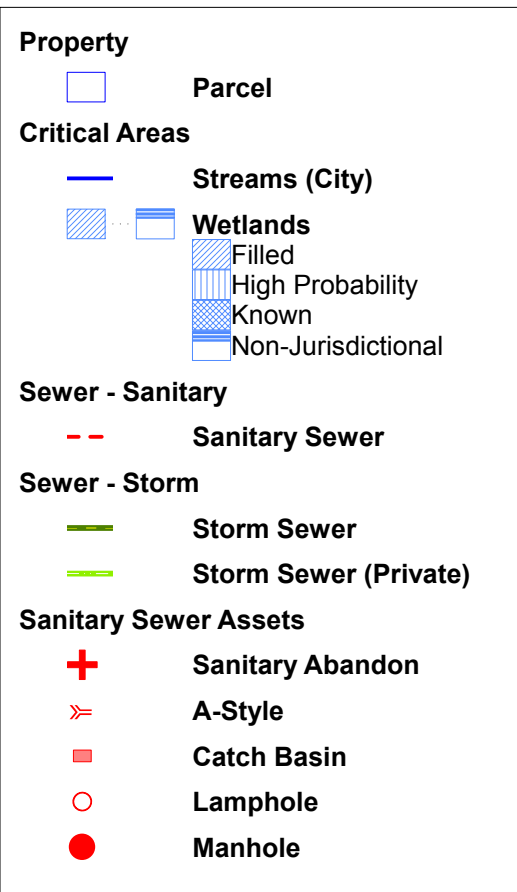 Property
Parcel
Critical Areas
Streams (City)
Wetlands
Filled
High Probability
Known
Non-Jurisdictional
Sewer - Sanitary
Sanitary Sewer
Sewer - Storm
Storm Sewer
Storm Sewer (Private)
Sanitary Sewer Assets
Sanitary Abandon
A-Style
Catch Basin
Lamphole
Manhole